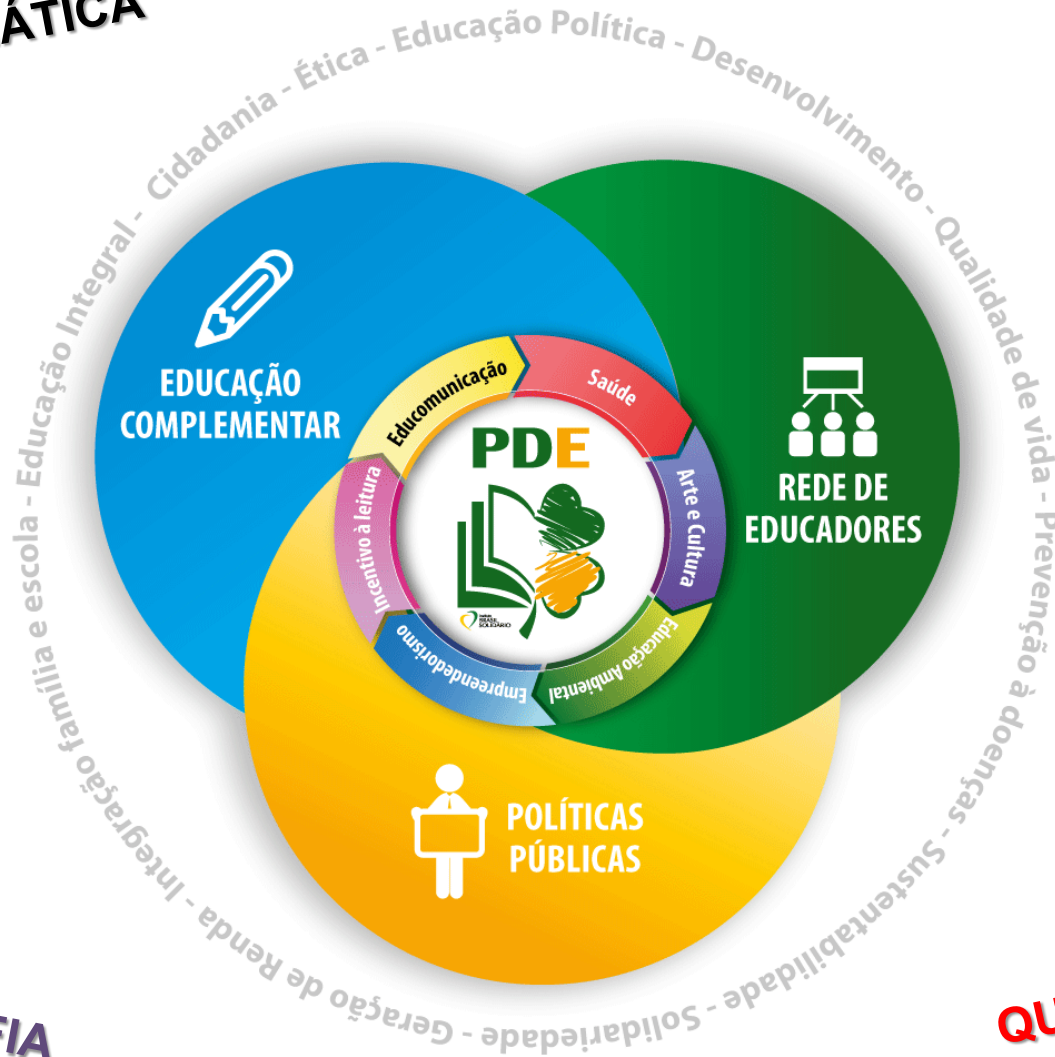 ÁTICA
Cidadania - Ética - Educação Política - Desenvolvimento - Qualidade de vida - Prevenção à doenças - Sustentabilidade - Solidariedade - Geração de Renda - Integração família e escola - Educação Integral -
EDUCAÇÃO
COMPLEMENTAR
REDE DE
EDUCADORES
Educomunicação
Saúde
Arte e Cultura
Educação Ambiental
Empreendedorismo
Incentivo à leitura
PDE
BRASIL
SOLIDÁRIO
POLÍTICAS
PÚBLICAS
FIA
QU